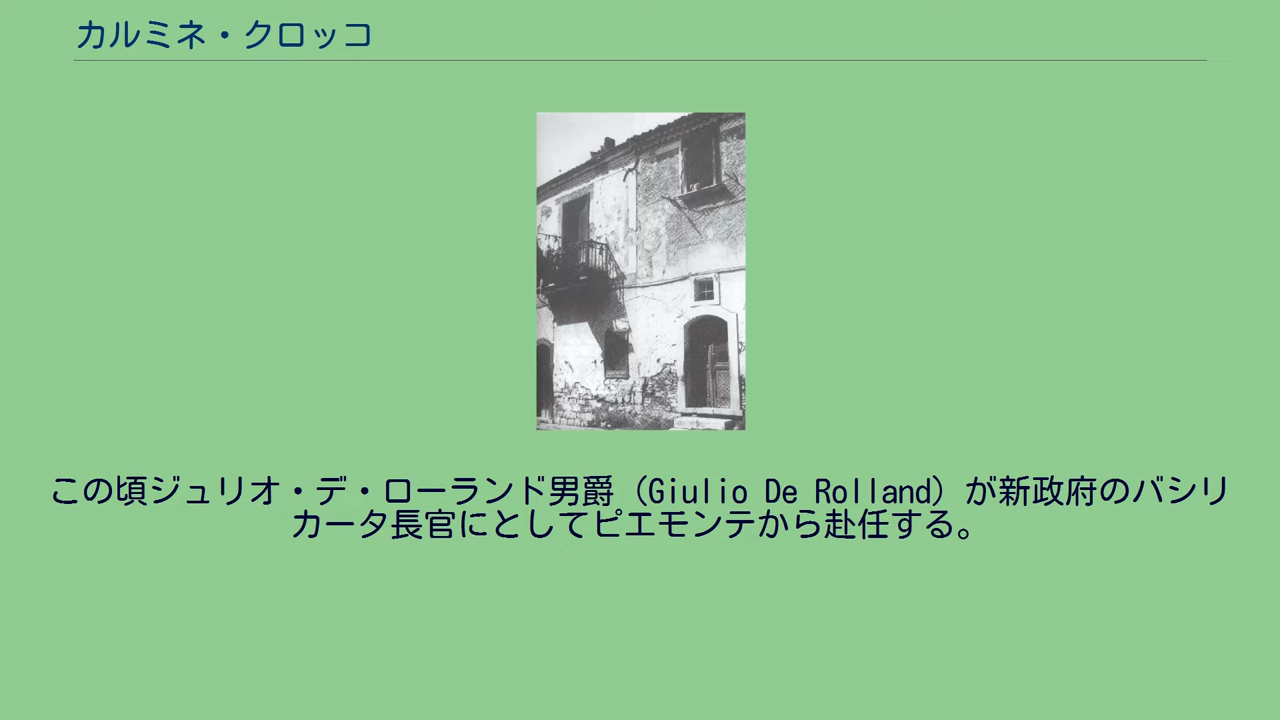 カルミネ・クロッコ
この頃ジュリオ・デ・ローランド男爵（Giulio De Rolland）が新政府のバシリ
カータ長官にとしてピエモンテから赴任する。